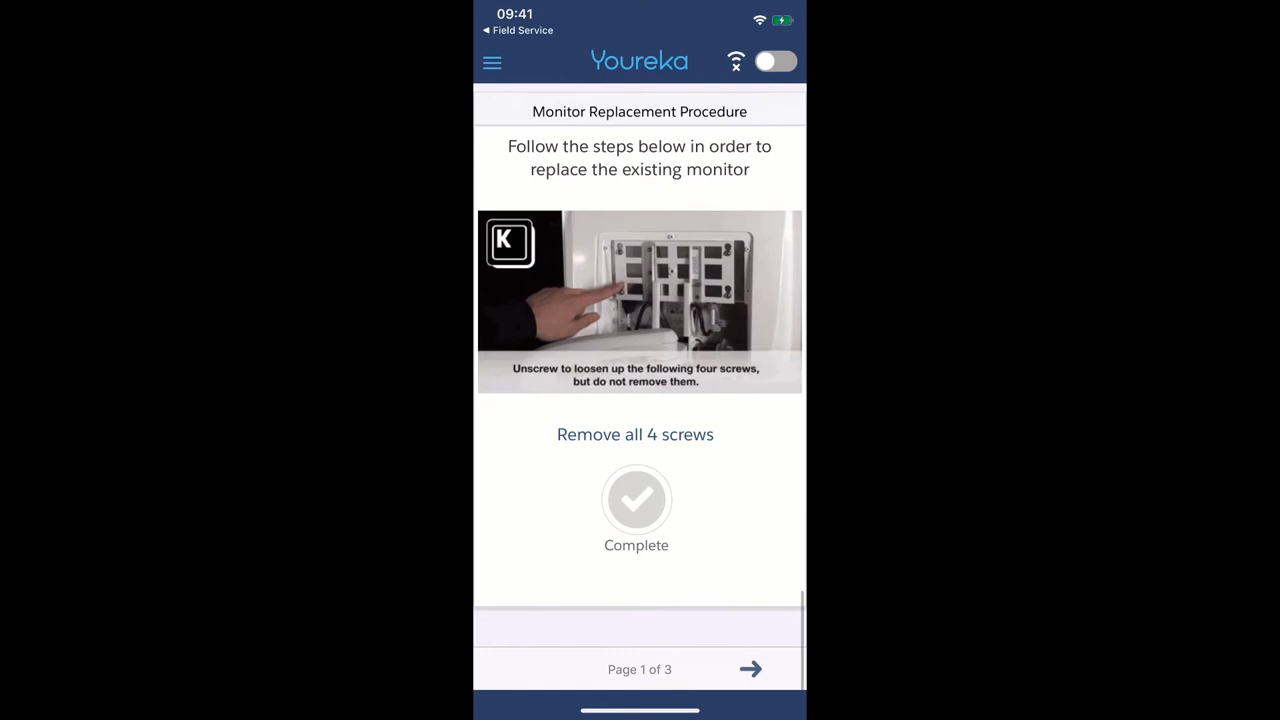 09:41
◀ Field Service
Youreka
Monitor Replacement Procedure
Follow the steps below in order to
replace the existing monitor
K
Unscrew to loosen up the following four screws,
but do not remove them.
Remove all 4 screws
Complete
Page 1 of 3